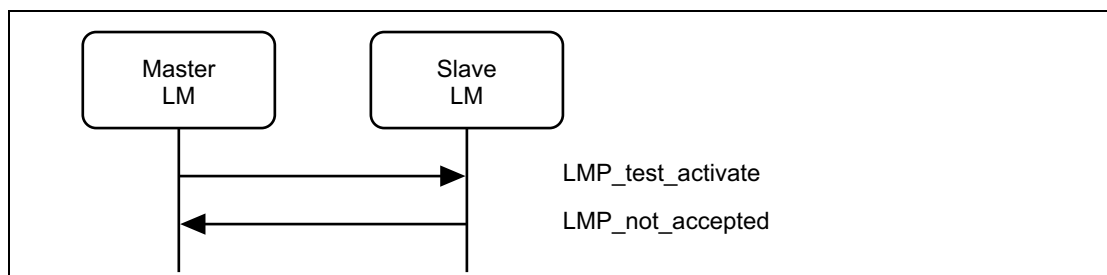 Master
LM
Slave
LM
LMP_test_activate
LMP_not_accepted